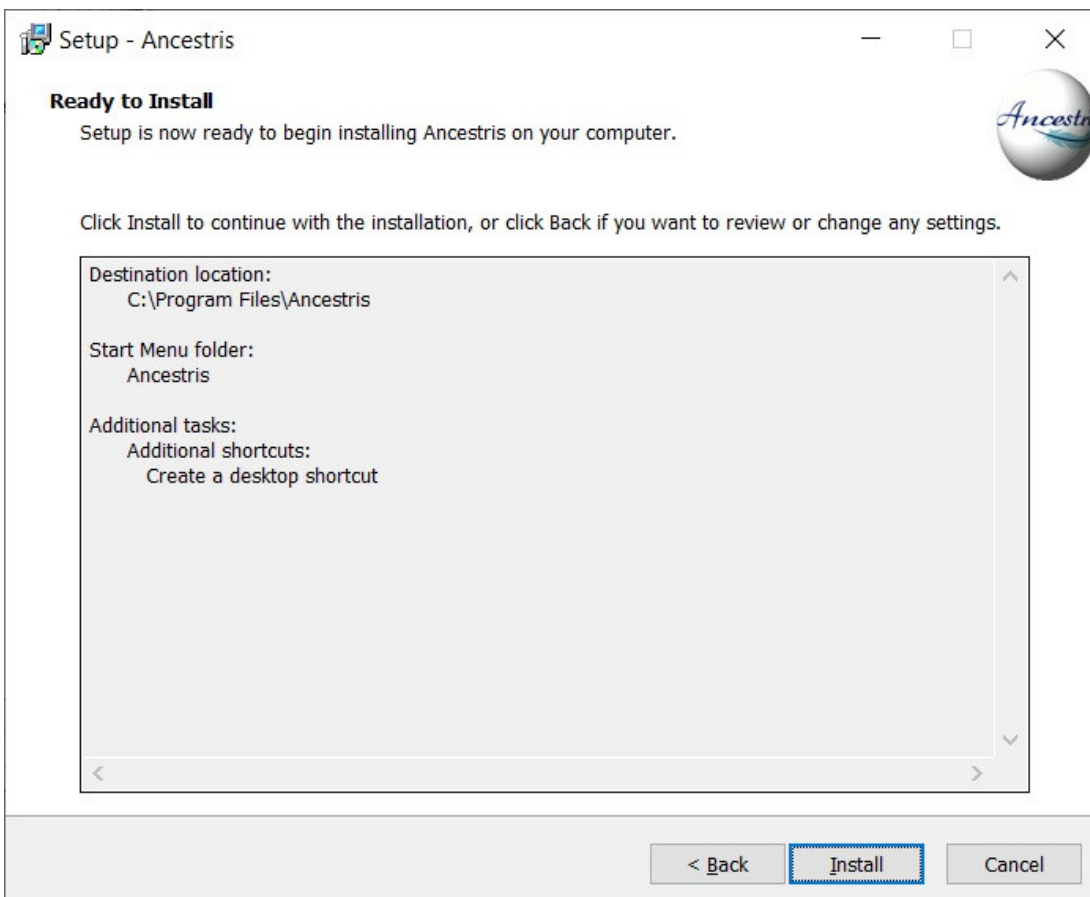 Setup - Ancestris
Ready to Install
Setup is now ready to begin installing Ancestris on your computer.
Click Install to continue with the installation, or click Back if you want to review or change any settings.
Destination location:
C:\Program Files\Ancestris
Start Menu folder:
Ancestris
Additional tasks:
Additional shortcuts:
Create a desktop shortcut
< Back
Install
Cancel